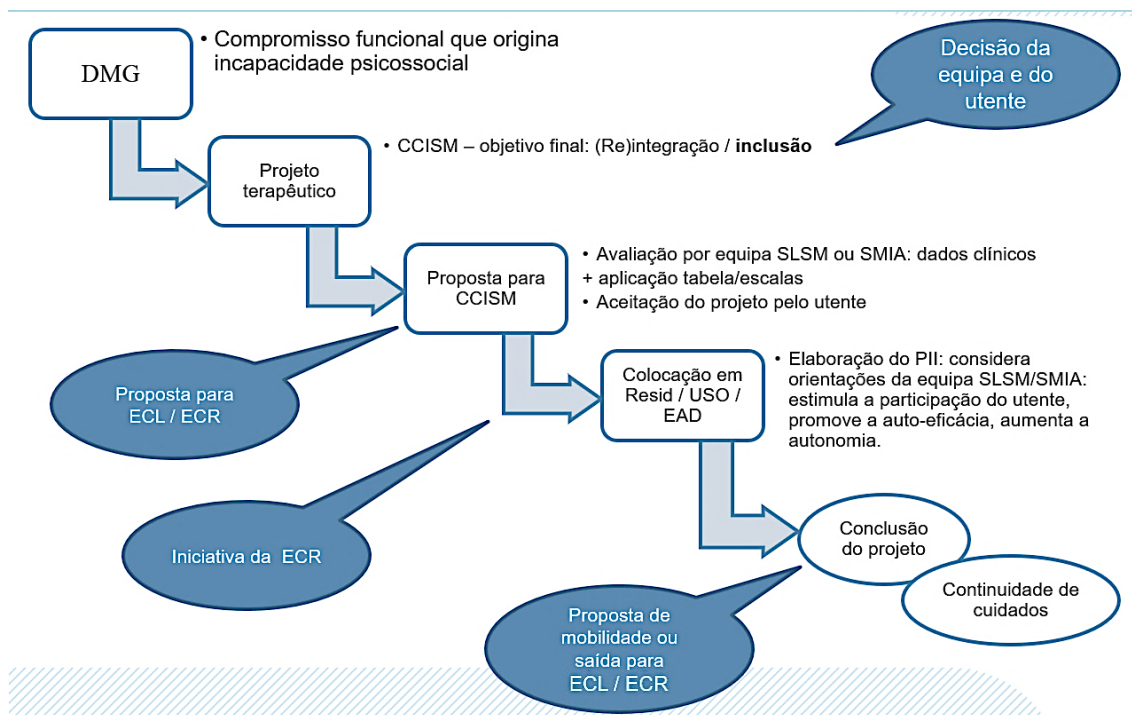 DMG
• Compromisso funcional que origina
incapacidade psicossocial
Decisão da
equipa e do
utente
Projeto
terapêutico
• CCISM – objetivo final: (Re)integração / inclusão
Proposta para
CCISM
• Avaliação por equipa SLSM ou SMIA: dados clínicos
+ aplicação tabela/escalas
• Aceitação do projeto pelo utente
Proposta para
ECL / ECR
Colocação em
Resid / USO /
EAD
• Elaboração do PII: considera
orientações da equipa SLSM/SMIA:
estimula a participação do utente,
promove a auto-eficácia, aumenta a
autonomia.
Iniciativa da ECR
Conclusão
do projeto
Continuidade de
cuidados
Proposta de
mobilidade ou
saída para
ECL / ECR